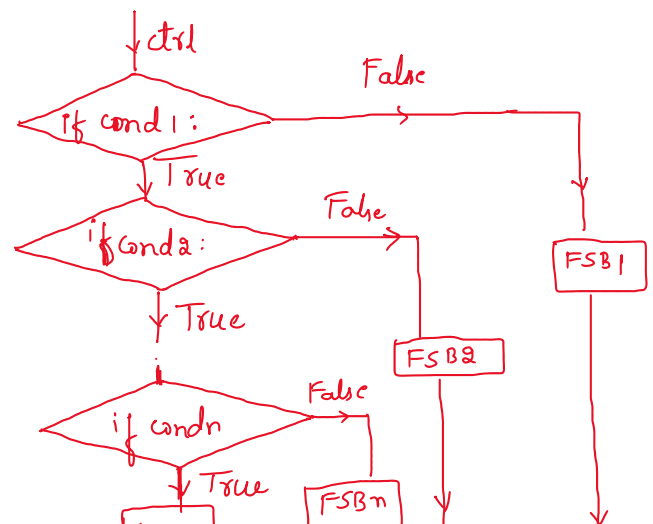 ctrl
False
if cond1:
True
False
if cond2:
FSB1
True
FSB2
False
if condn
True
FSBn